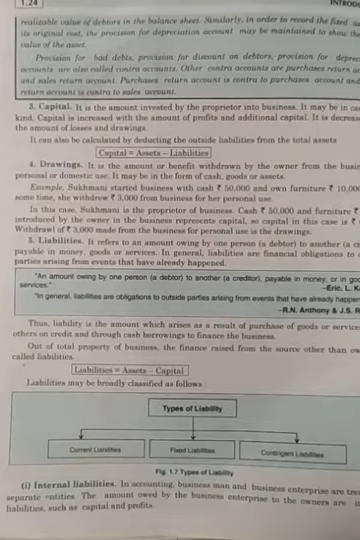 1.24
INTRODU
realizable value of debtors in the balance sheet. Similarly, in order to record the fixed
its original cost, the provision for depreciation account may be maintained to show the
value of the asset.
Provision for bad debts, provision for discount on debtors, provision for deprec
accounts are also called contra accounts. Other contra accounts are purchases return
and sales return account. Purchases return account is contra to purchases account and
return account is contra to sales account.
3. Capital. It is the amount invested by the proprietor into business. It may be in
kind. Capital is increased with the amount of profits and additional capital. It is decreas
the amount of losses and drawings.
It can also be calculated by deducting the outside liabilities from the total assets
Capital = Assets – Liabilities
4. Drawings. It is the amount or benefit withdrawn by the owner from the busin
personal or domestic use. It may be in the form of cash, goods or assets.
Example. Sukhmani started business with cash ₹ 50,000 and own furniture ₹ 10,000
some time, she withdrew ₹ 3,000 from business for her personal use.
In this case, Sukhmani is the proprietor of business. Cash ₹ 50,000 and furniture ₹
introduced by the owner in the business represents capital, so capital in this case is ₹
Withdrawl of ₹ 3,000 made from the business for personal use is the drawings.
5. Liabilities. It refers to an amount owing by one person (a debtor) to another (a
payable in money, goods or services. In general, liabilities are financial obligations to
parties arising from events that have already happened.
"An amount owing by one person (a debtor) to another (a creditor), payable in money, or in
services."
–Eric. L.
"In general, liabilities are obligations to outside parties arising from events that have already happen
–R.N. Anthony & J.S. R
Thus, liability is the amount which arises as a result of purchase of goods or services
others on credit and through cash borrowings to finance the business.
Out of total property of business, the finance raised from the source other than
called liabilities.
Liabilities = Assets – Capital
Liabilities may be broadly classified as follows :
Types of Liability
Current Liabilities
Fixed Liabilities
Contingent Liabilities
Fig. 1.7 Types of Liability
(i) Internal liabilities. In accounting, business man and business enterprise are
separate entities. The amount owed by the business enterprise to the owners are
liabilities, such as capital and profits.